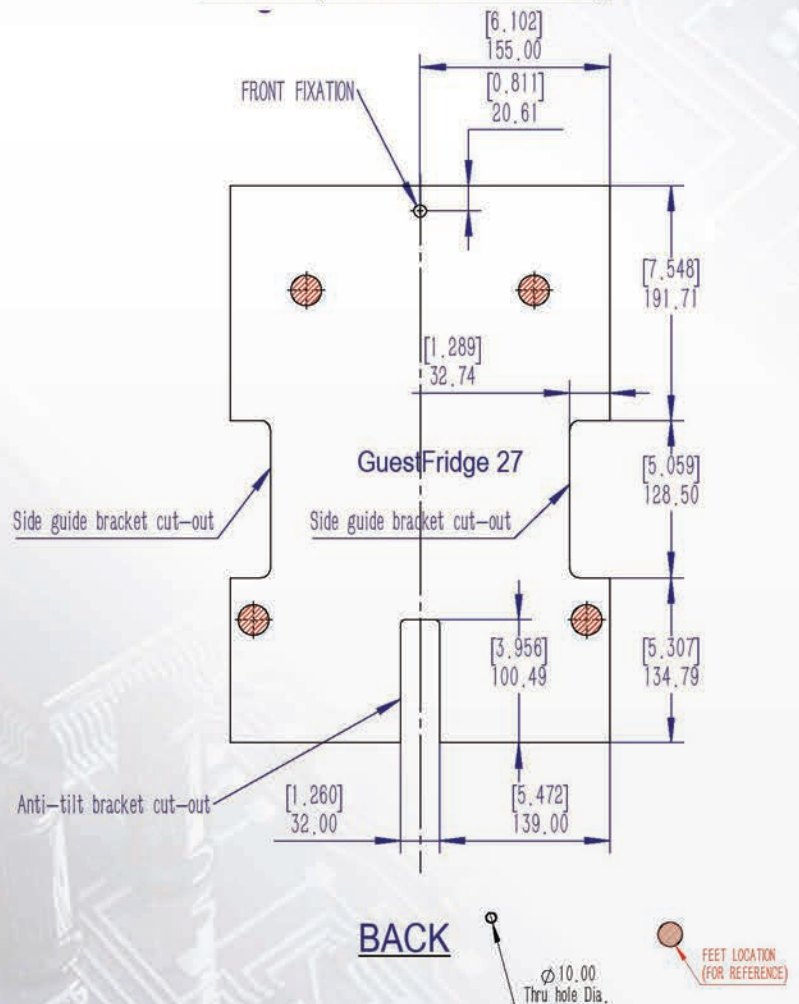 [6.102]
155.00
[0.811]
20.61
FRONT FIXATION
[7.548]
191.71
[1.289]
32.74
GuestFridge 27
[5.059]
128.50
Side guide bracket cut-out
Side guide bracket cut-out
[3.956]
100.49
[5.307]
134.79
Anti-tilt bracket cut-out
[1.260]
32.00
[5.472]
139.00
BACK
Ø10.00
Thru hole Dia.
FEET LOCATION
(FOR REFERENCE)